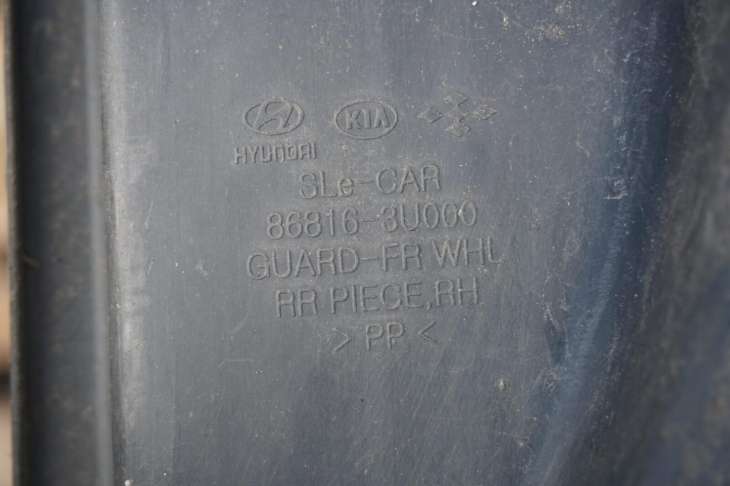 HYUNDAI
KIA
SLe-CAR
86816-3U000
GUARD-FR WHL
RR PIECE,RH
>PP<